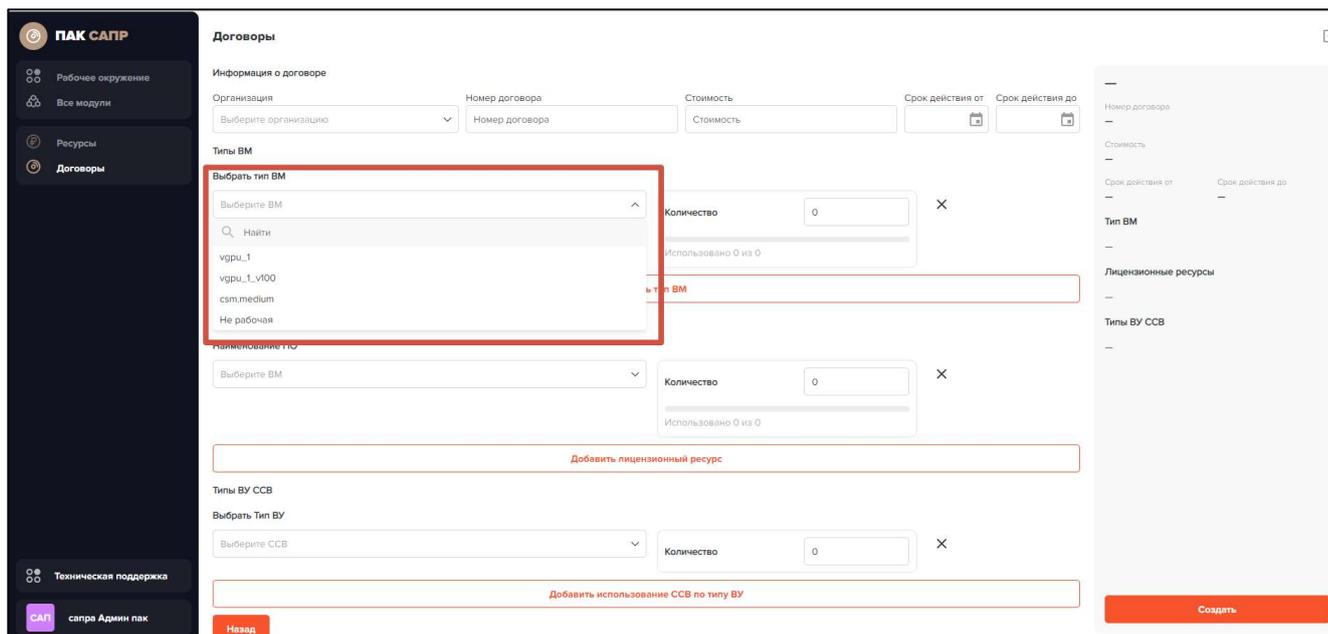 ПАК САПР
Рабочее окружение
Все модули
Ресурсы
Договоры
Техническая поддержка
САП сапра Админ пак
Договоры
Информация о договоре
Организация Номер договора Стоимость Срок действия от Срок действия до
Выберите организацию Номер договора Стоимость
Типы ВМ
Выбрать тип ВМ
Выберите ВМ
Количество 0
Найти
Использовано 0 из 0
vgpu_1
vgpu_1_v100
csm.medium
Не рабочая
тип ВМ
Наименование ПО
Выберите ВМ
Количество 0
Использовано 0 из 0
Добавить лицензионный ресурс
Типы ВУ ССВ
Выбрать Тип ВУ
Выберите ССВ
Количество 0
Добавить использование ССВ по типу ВУ
Назад
—
Номер договора
—
Стоимость
—
Срок действия от Срок действия до
— —
Тип ВМ
—
Лицензионные ресурсы
—
Типы ВУ ССВ
—
Создать